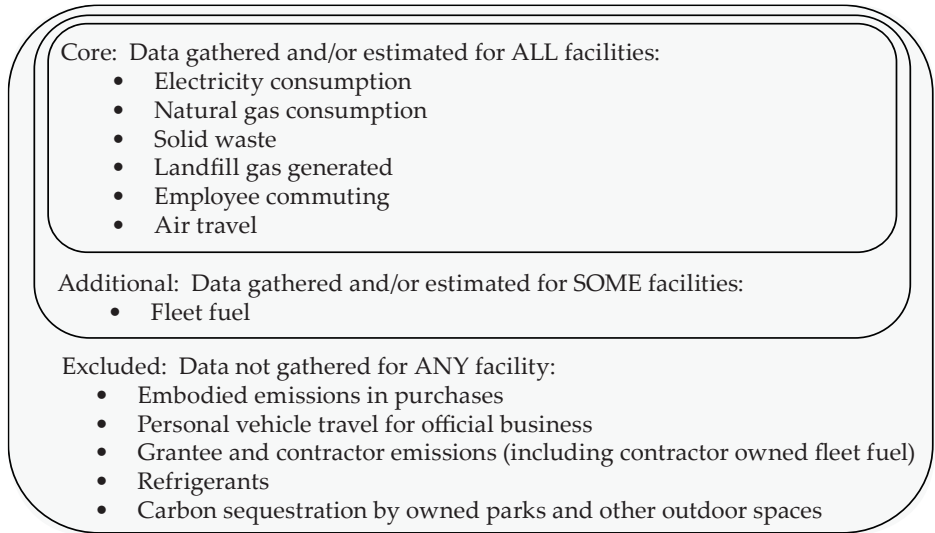 Core: Data gathered and/or estimated for ALL facilities:
• Electricity consumption
• Natural gas consumption
• Solid waste
• Landfill gas generated
• Employee commuting
• Air travel
Additional: Data gathered and/or estimated for SOME facilities:
• Fleet fuel
Excluded: Data not gathered for ANY facility:
• Embodied emissions in purchases
• Personal vehicle travel for official business
• Grantee and contractor emissions (including contractor owned fleet fuel)
• Refrigerants
• Carbon sequestration by owned parks and other outdoor spaces